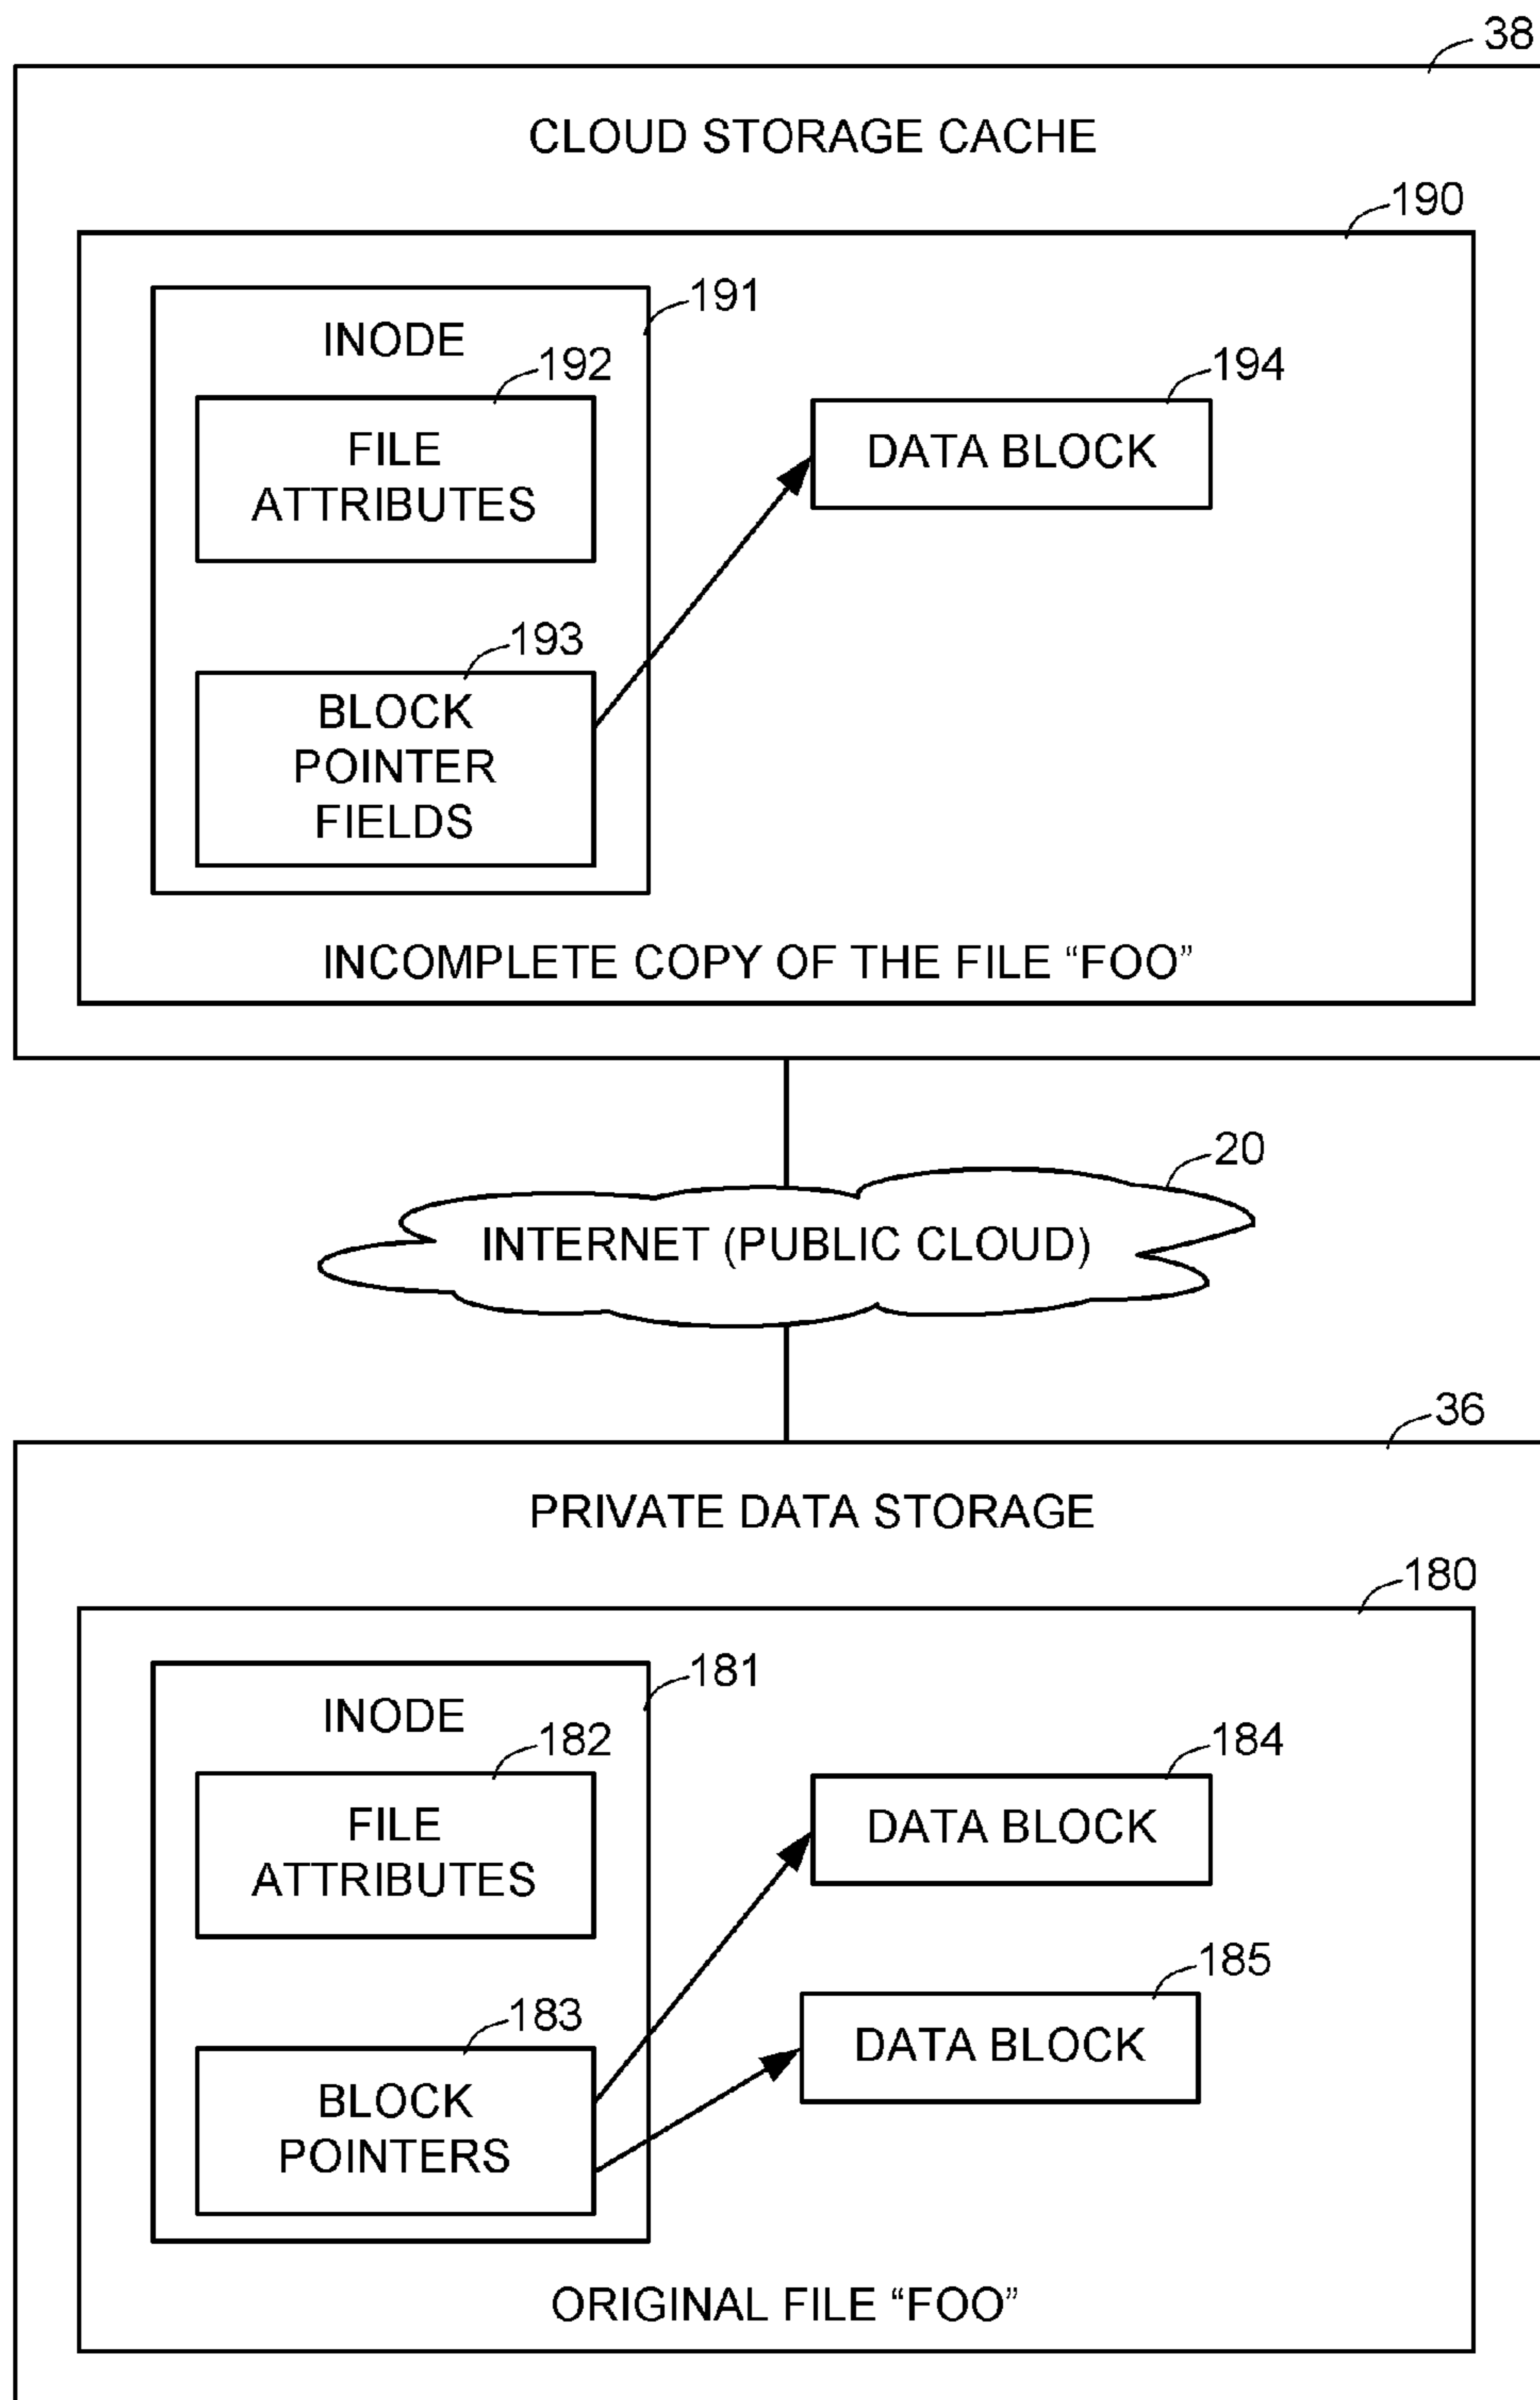 38
CLOUD STORAGE CACHE
190
191
INODE
192
194
FILE
ATTRIBUTES
DATA BLOCK
193
BLOCK
POINTER
FIELDS
INCOMPLETE COPY OF THE FILE “FOO”
20
INTERNET (PUBLIC CLOUD)
36
PRIVATE DATA STORAGE
180
181
INODE
182
184
FILE
ATTRIBUTES
DATA BLOCK
185
183
DATA BLOCK
BLOCK
POINTERS
ORIGINAL FILE “FOO”